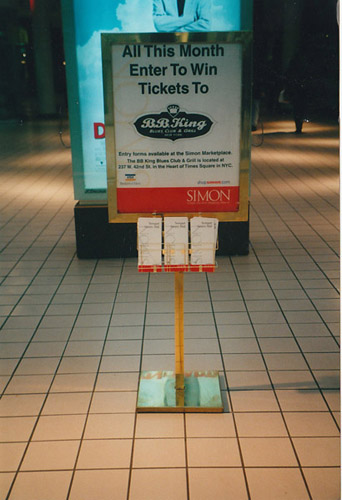 All This Month
Enter To Win
Tickets To
B.B. King
BLUES CLUB & GRILL
NEW YORK
Entry forms available at the Simon Marketplace.
The BB King Blues Club & Grill is located at
237 W. 42nd St. in the Heart of Times Square in NYC.
SIMON
D